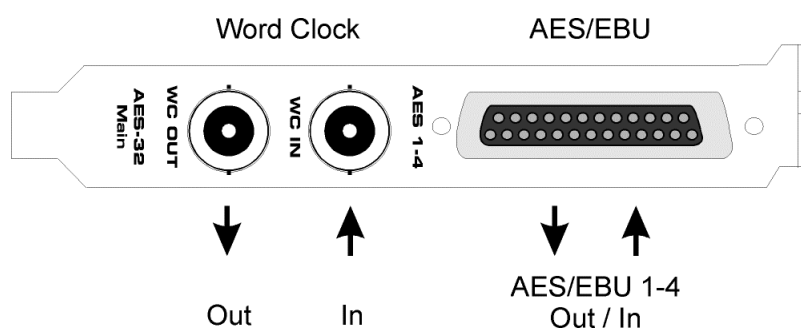 Word Clock
AES/EBU
AES-32
Main
WC OUT
WC IN
AES 1-4
Out
In
AES/EBU 1-4
Out / In